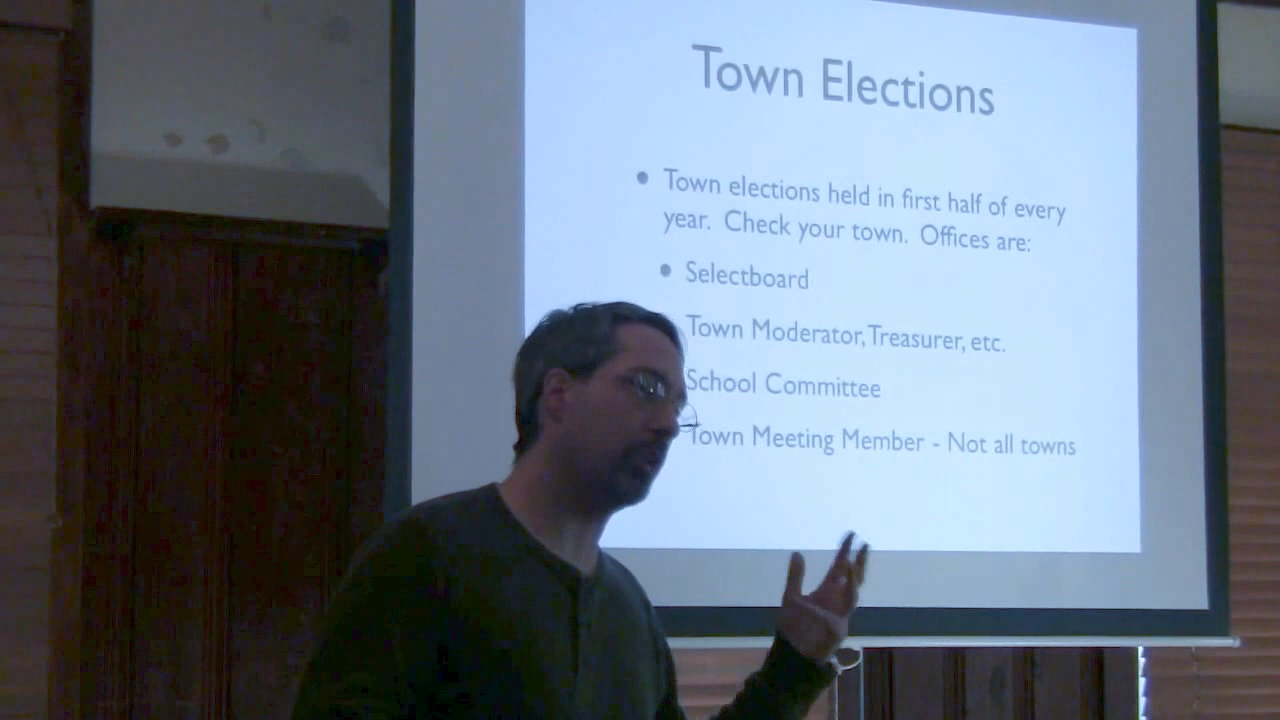 Town Elections
• Town elections held in first half of every
year. Check your town. Offices are:
• Selectboard
Town Moderator, Treasurer, etc.
School Committee
Town Meeting Member - Not all towns